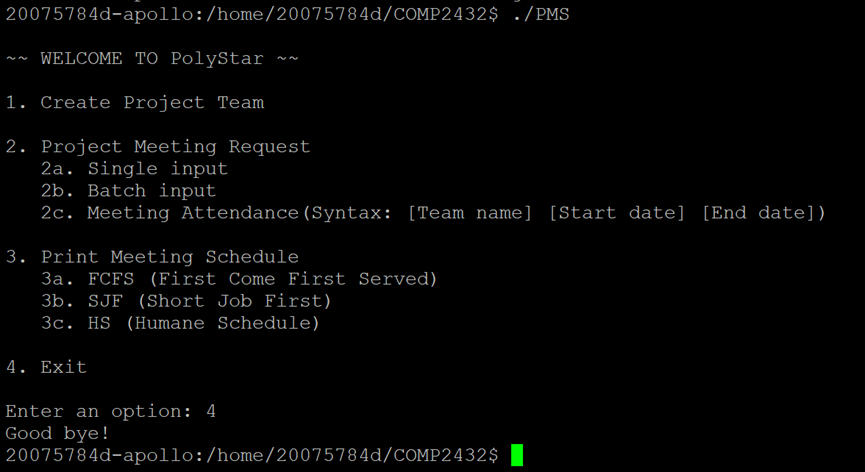 20075784d-apollo:/home/20075784d/COMP2432$ ./PMS
~~ WELCOME TO PolyStar ~~
1. Create Project Team
2. Project Meeting Request
2a. Single input
2b. Batch input
2c. Meeting Attendance(Syntax: [Team name] [Start date] [End date])
3. Print Meeting Schedule
3a. FCFS (First Come First Served)
3b. SJF (Short Job First)
3c. HS (Humane Schedule)
4. Exit
Enter an option: 4
Good bye!
20075784d-apollo:/home/20075784d/COMP2432$